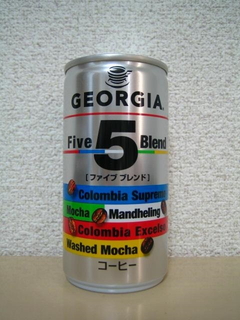 GEORGIA
Five 5 Blend
[ファイブ ブレンド]
Colombia Supremo
Mocha Mandheling
Colombia Excelso
Washed Mocha
コーヒー